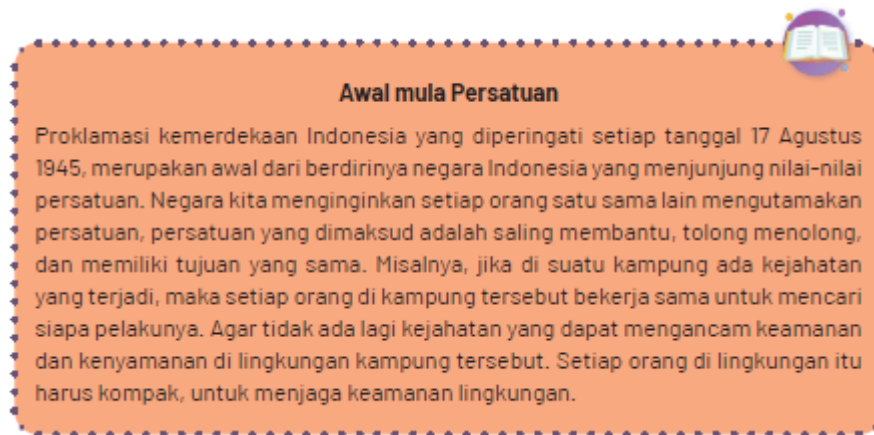 Awal mula Persatuan
Proklamasi kemerdekaan Indonesia yang diperingati setiap tanggal 17 Agustus
1945, merupakan awal dari berdirinya negara Indonesia yang menjunjung nilai-nilai
persatuan. Negara kita menginginkan setiap orang satu sama lain mengutamakan
persatuan, persatuan yang dimaksud adalah saling membantu, tolong menolong,
dan memiliki tujuan yang sama. Misalnya, jika di suatu kampung ada kejahatan
yang terjadi, maka setiap orang di kampung tersebut bekerja sama untuk mencari
siapa pelakunya. Agar tidak ada lagi kejahatan yang dapat mengancam keamanan
dan kenyamanan di lingkungan kampung tersebut. Setiap orang di lingkungan itu
harus kompak, untuk menjaga keamanan lingkungan.